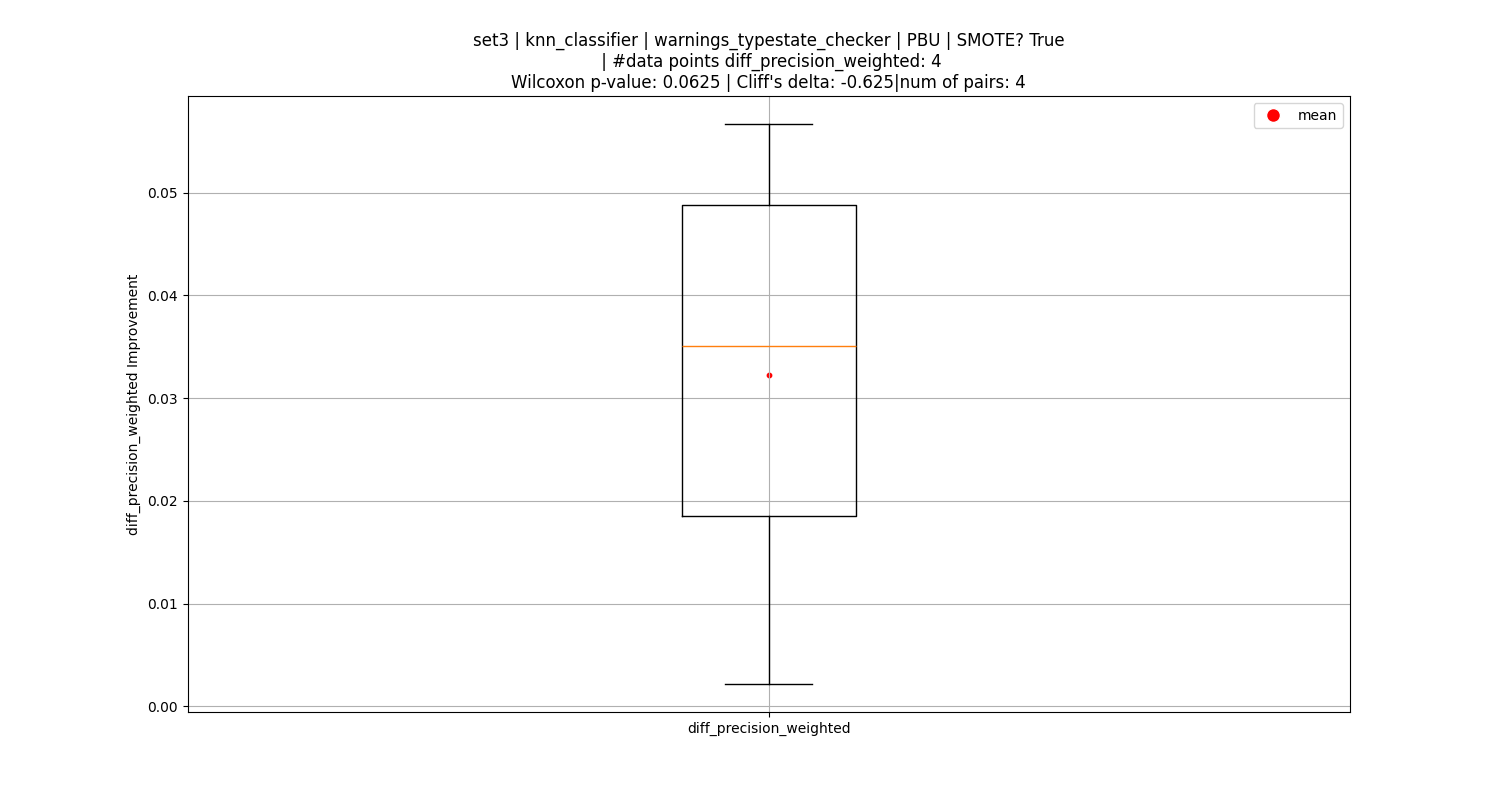 set3 | knn_classifier | warnings_typestate_checker | PBU | SMOTE? True
| #data points diff_precision_weighted: 4
Wilcoxon p-value: 0.0625 | Cliff's delta: -0.625|num of pairs: 4
mean
0.05
0.04
0.03
0.02
0.01
0.00
diff_precision_weighted Improvement
diff_precision_weighted